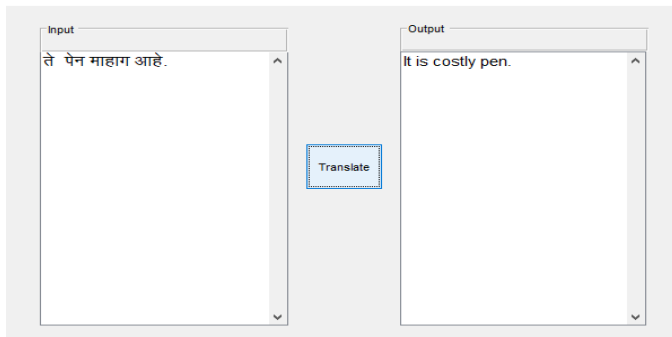 Input
Output
ते पेन माहाग आहे.
It is costly pen.
Translate